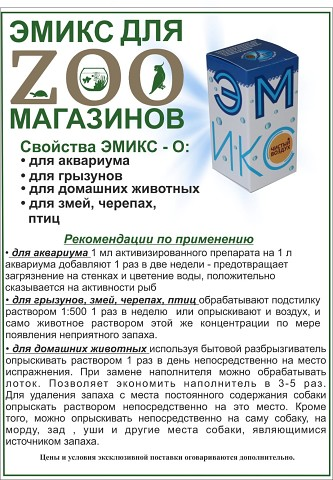 ЭМИКС ДЛЯ
ZOO
МАГАЗИНОВ
ЭМ
ИКС
ЧИСТЫЙ
ВОЗДУХ
Свойства ЭМИКС - О:
• для аквариума
• для грызунов
• для домашних животных
• для змей, черепах,
птиц
Рекомендации по применению
• для аквариума 1 мл активизированного препарата на 1 л
аквариума добавляют 1 раз в две недели - предотвращает
загрязнение на стенках и цветение воды, положительно
сказывается на активности рыб
• для грызунов, змей, черепах, птиц обрабатывают подстилку
раствором 1:500 1 раз в неделю или опрыскивают и воздух, и
само животное раствором этой же концентрации по мере
появления неприятного запаха.
• для домашних животных используя бытовой разбрызгиватель
опрыскивать раствором 1 раз в день непосредственно на место
испражнения. При замене наполнителя можно обрабатывать
лоток. Позволяет экономить наполнитель в 3-5 раз.
Для удаления запаха с места постоянного содержания собаки
опрыскать раствором непосредственно на это место. Кроме
того, можно опрыскивать непосредственно на саму собаку, на
морду, зад , уши и другие места собаки, являющимися
источником запаха.
Цены и условия эксклюзивной поставки оговариваются дополнительно.